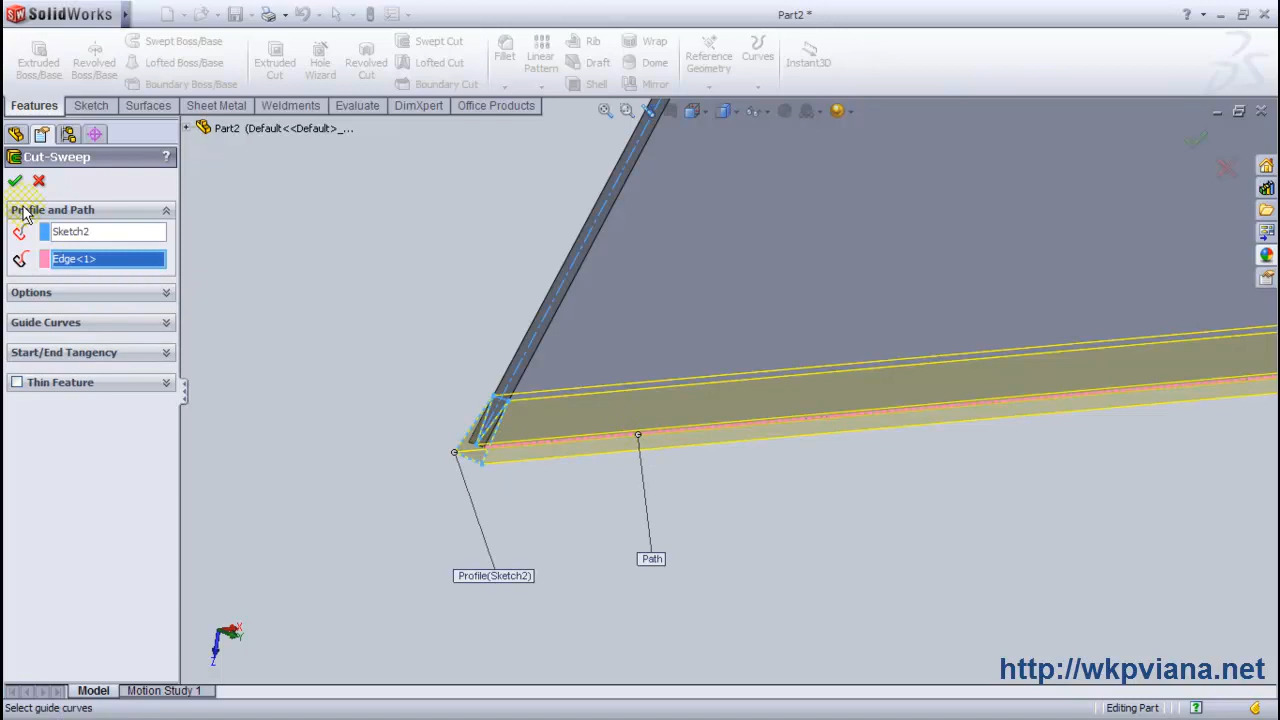 SolidWorks
Part2 *
Extruded Boss/Base
Revolved Boss/Base
Swept Boss/Base
Lofted Boss/Base
Boundary Boss/Base
Extruded Cut
Hole Wizard
Revolved Cut
Swept Cut
Lofted Cut
Boundary Cut
Fillet
Linear Pattern
Rib
Draft
Shell
Wrap
Dome
Mirror
Reference Geometry
Curves
Instant3D
Features
Sketch
Surfaces
Sheet Metal
Weldments
Evaluate
DimXpert
Office Products
Part2 (Default<<Default>_...
Cut-Sweep
?
Profile and Path
Sketch2
Edge<1>
Options
Guide Curves
Start/End Tangency
Thin Feature
Path
Profile(Sketch2)
X
Y
Z
http://wkpviana.net
Model
Motion Study 1
Select guide curves
Editing Part